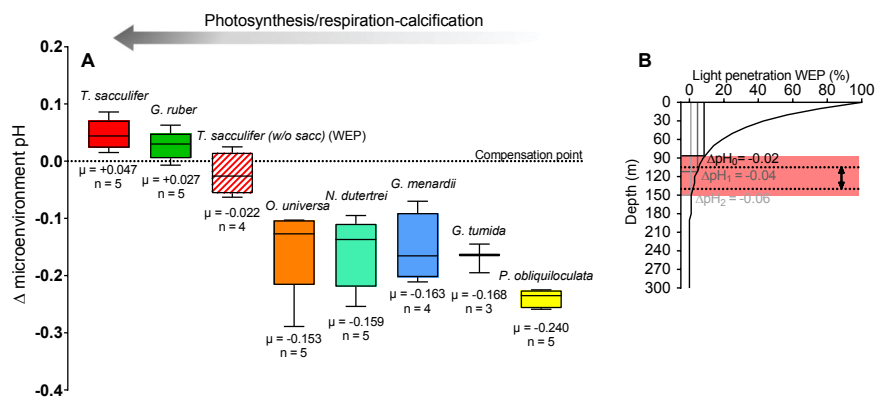 Photosynthesis/respiration-calcification
A
Δ microenvironment pH
0.2
0.1
0.0
-0.1
-0.2
-0.3
-0.4
T. sacculifer
μ = +0.047
n = 5
G. ruber
μ = +0.027
n = 5
T. sacculifer (w/o sacc) (WEP)
μ = -0.022
n = 4
Compensation point
O. universa
μ = -0.153
n = 5
N. dutertrei
μ = -0.159
n = 5
G. menardii
μ = -0.163
n = 4
G. tumida
μ = -0.168
n = 3
P. obliquiloculata
μ = -0.240
n = 5
B
Light penetration WEP (%)
0 20 40 60 80 100
Depth (m)
0
30
60
90
120
150
180
210
240
270
300
ΔpH0= -0.02
ΔpH1= -0.04
ΔpH2= -0.06